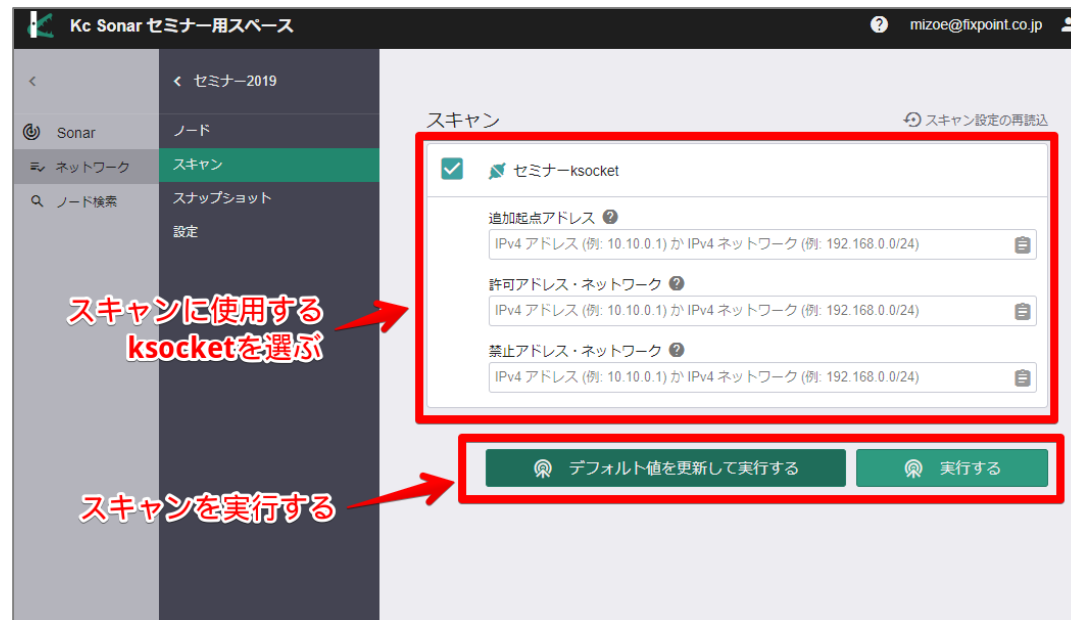 Kc Sonar セミナー用スペース
mizoe@fixpoint.co.jp
セミナー2019
Sonar
ネットワーク
ノード検索
ノード
スキャン
スナップショット
設定
スキャン
スキャン設定の再読込
セミナーksocket
追加起点アドレス
IPv4 アドレス (例: 10.10.0.1) か IPv4 ネットワーク (例: 192.168.0.0/24)
許可アドレス・ネットワーク
IPv4 アドレス (例: 10.10.0.1) か IPv4 ネットワーク (例: 192.168.0.0/24)
禁止アドレス・ネットワーク
IPv4 アドレス (例: 10.10.0.1) か IPv4 ネットワーク (例: 192.168.0.0/24)
スキャンに使用する
ksocketを選ぶ
デフォルト値を更新して実行する
実行する
スキャンを実行する